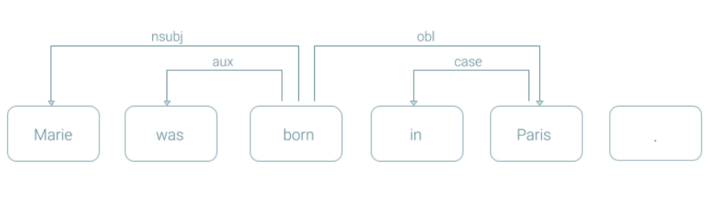 nsubj obl
aux case
Marie was born in Paris .